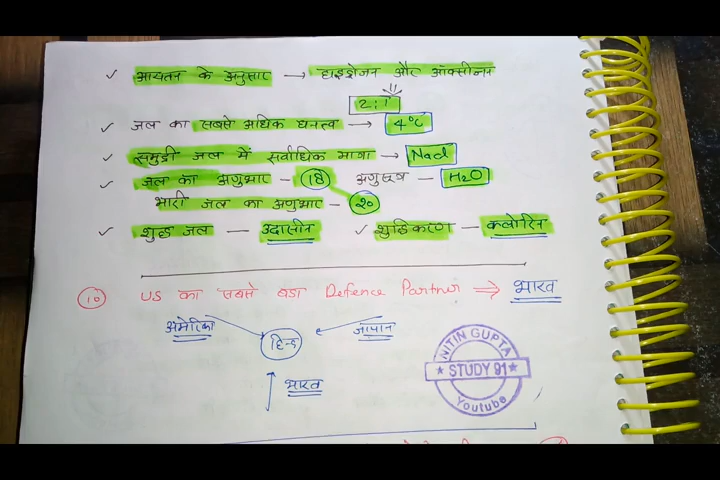 ✓ आयतन के अनुसार → हाइड्रोजन और ऑक्सीजन
2:1
✓ जल का सबसे अधिक घनत्व → 4°C
✓ समुद्री जल में सर्वाधिक मात्रा → Nacl
✓ जल का अणुभार - 18 अणुसूत्र - H₂O
भारी जल का अणुभार - 20
✓ शुद्ध जल — उदासीन ✓ शुद्धिकरण - क्लोरिन
10 US का सबसे बडा Defence Partner ⇒ भारत
अमेरिका हिन्द जापान
भारत
NITIN GUPTA
★ STUDY 91 ★
Youtube